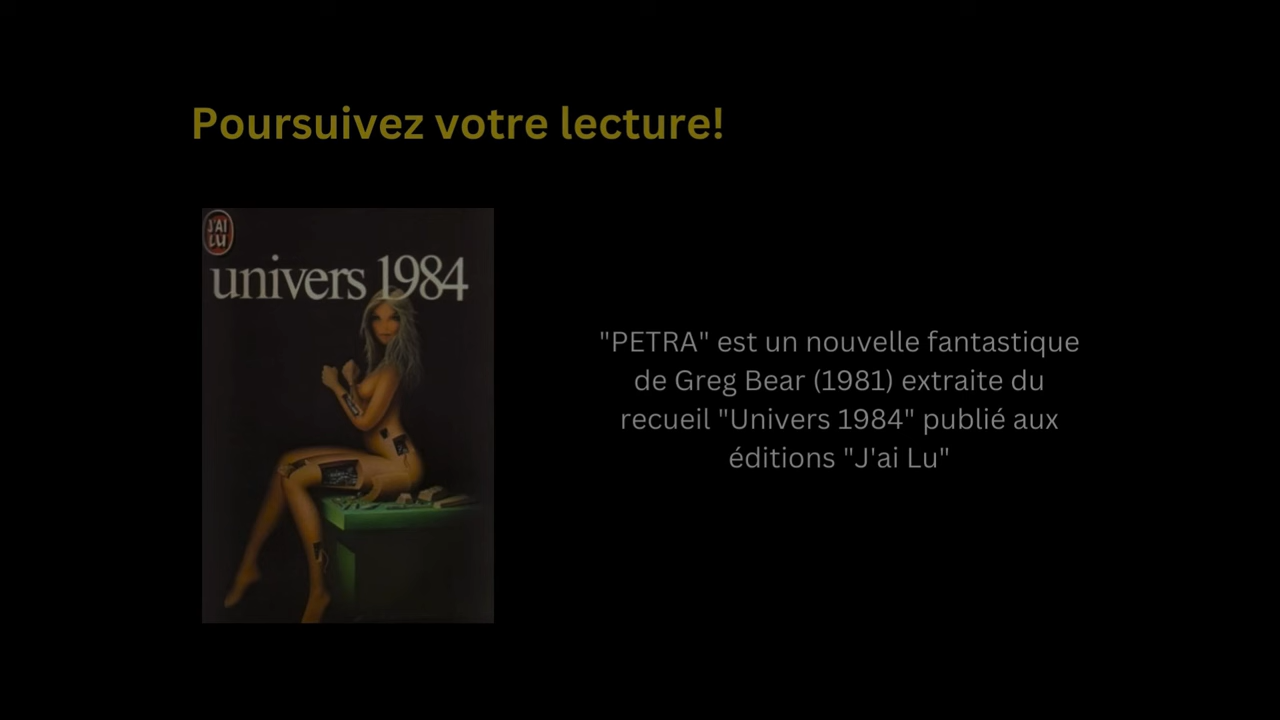 Poursuivez votre lecture!
J'AI
LU
univers 1984
"PETRA" est un nouvelle fantastique
de Greg Bear (1981) extraite du
recueil "Univers 1984" publié aux
éditions "J'ai Lu"